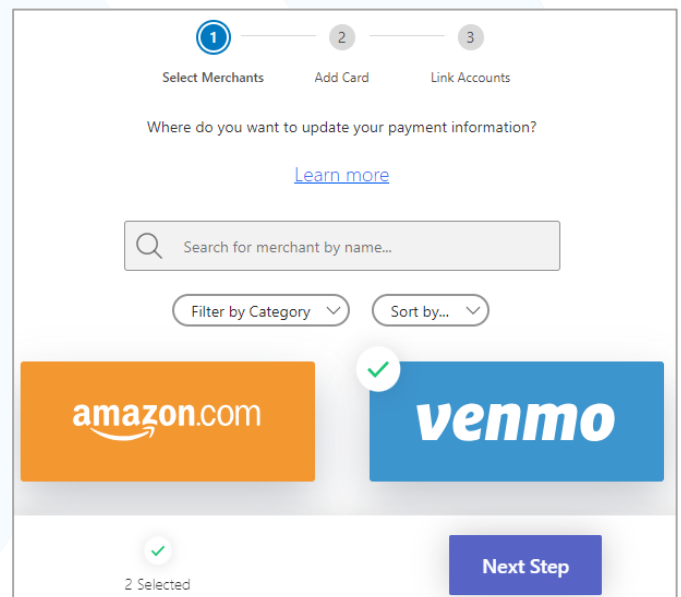 1 2 3
Select Merchants Add Card Link Accounts
Where do you want to update your payment information?
Learn more
Search for merchant by name...
Filter by Category Sort by...
amazon.com venmo
2 Selected Next Step